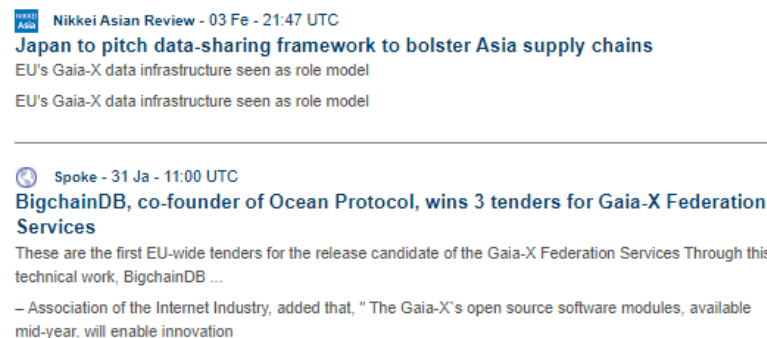 NIKKEI Asia Nikkei Asian Review - 03 Fe - 21:47 UTC
Japan to pitch data-sharing framework to bolster Asia supply chains
EU's Gaia-X data infrastructure seen as role model
EU's Gaia-X data infrastructure seen as role model
Spoke - 31 Ja - 11:00 UTC
BigchainDB, co-founder of Ocean Protocol, wins 3 tenders for Gaia-X Federation
Services
These are the first EU-wide tenders for the release candidate of the Gaia-X Federation Services Through this
technical work, BigchainDB ...
– Association of the Internet Industry, added that, " The Gaia-X`s open source software modules, available
mid-year, will enable innovation